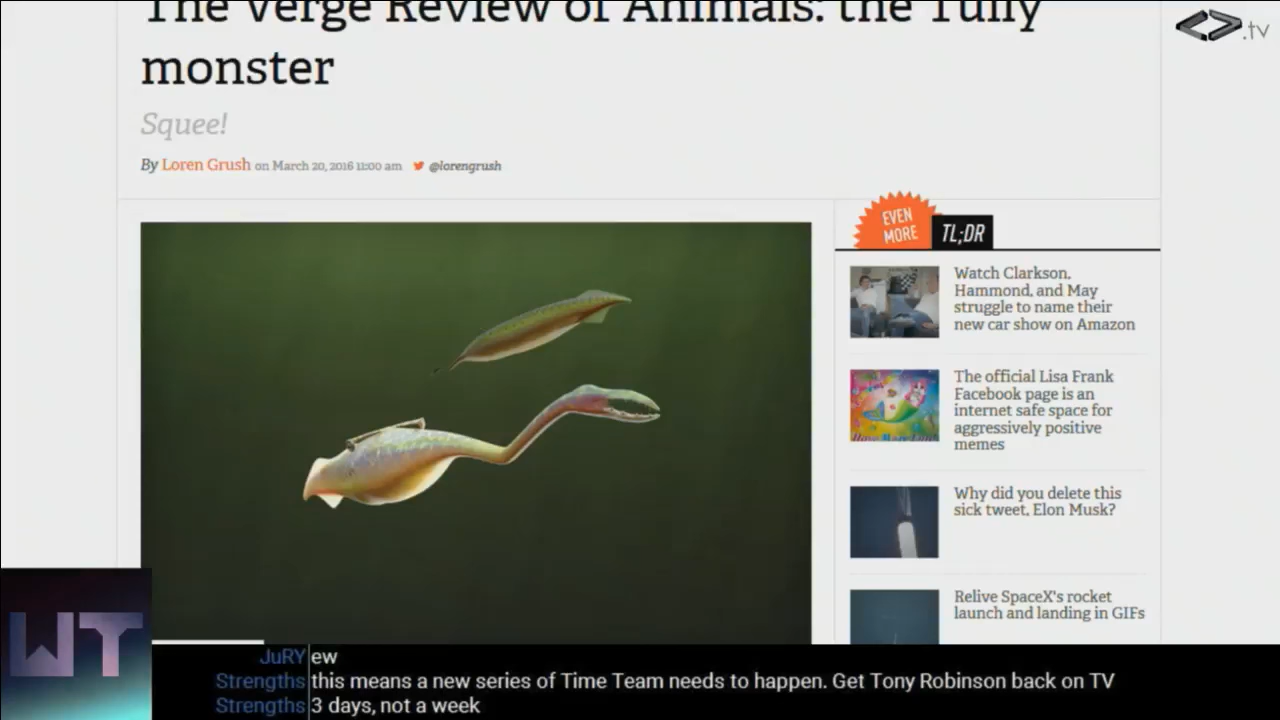 The Verge Review of Animals: the Tully
monster
Squee!
By Loren Grush on March 20, 2016 11:00 am @lorengrush
EVEN
MORE
TL;DR
Watch Clarkson,
Hammond, and May
struggle to name their
new car show on Amazon
The official Lisa Frank
Facebook page is an
internet safe space for
aggressively positive
memes
Why did you delete this
sick tweet, Elon Musk?
Relive SpaceX's rocket
launch and landing in GIFs
.tv
WT
JuRY ew
Strengths this means a new series of Time Team needs to happen. Get Tony Robinson back on TV
Strengths 3 days, not a week